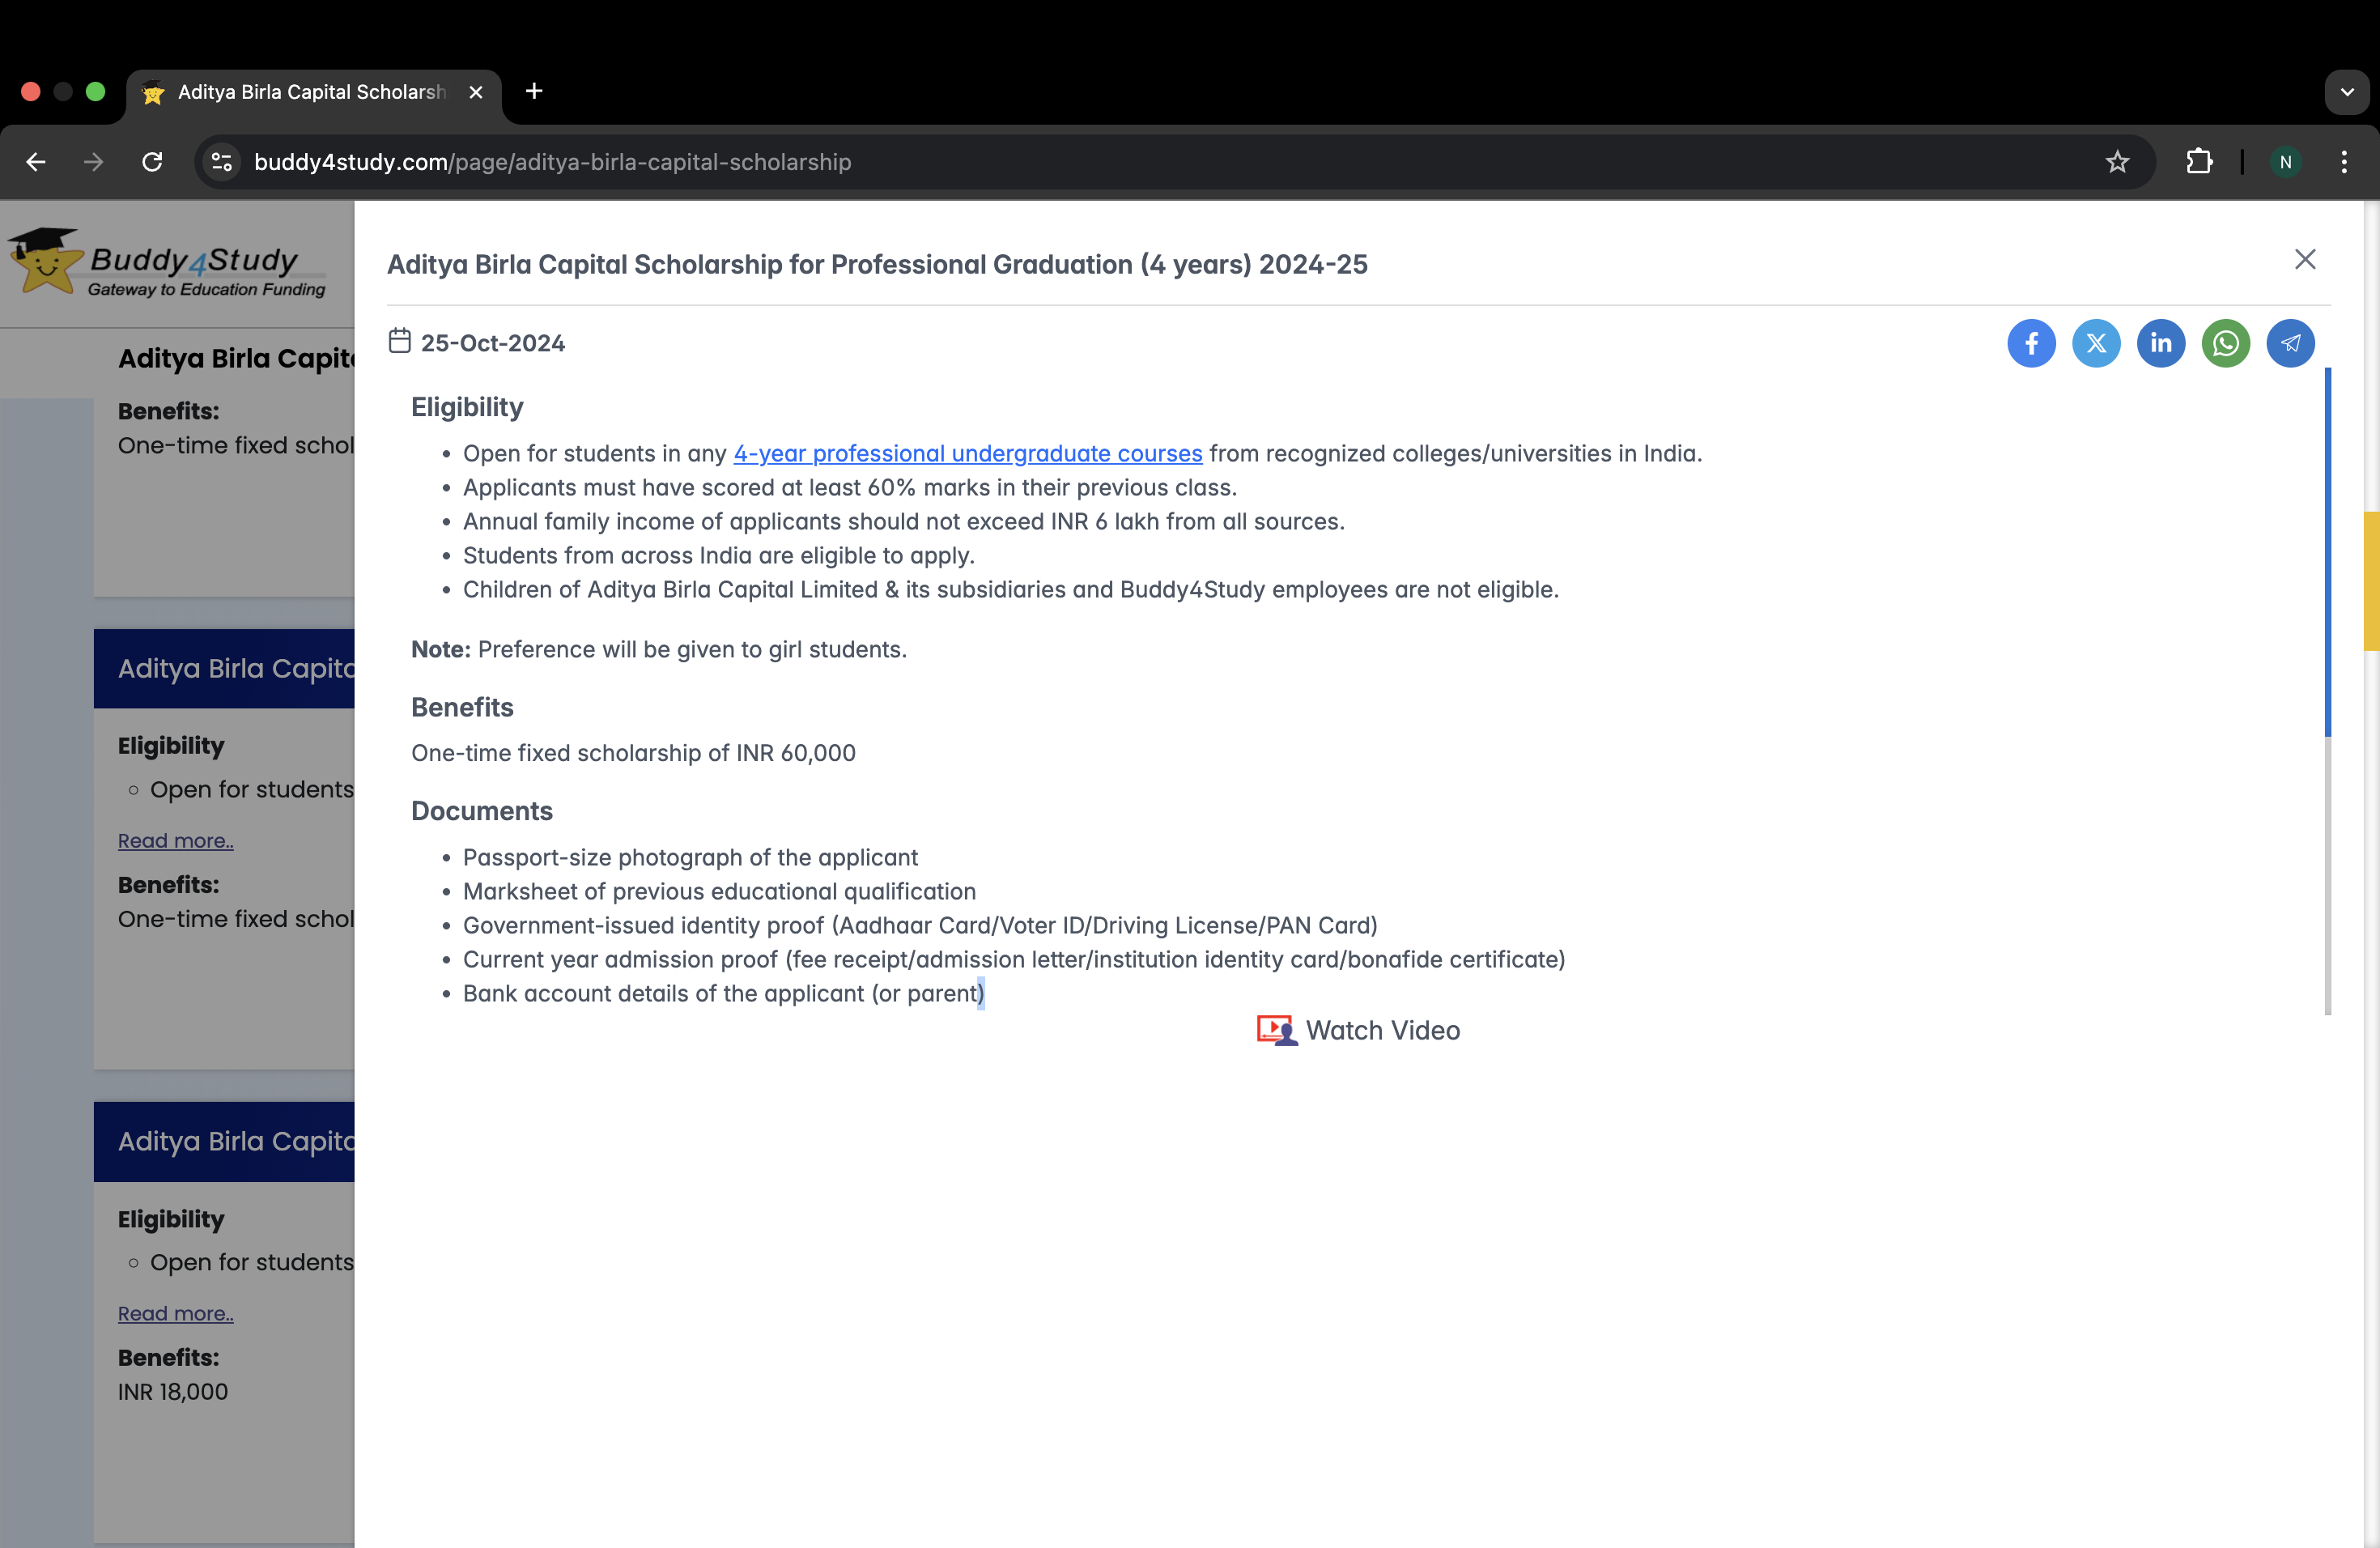 Aditya Birla Capital Scholarsh
buddy4study.com/page/aditya-birla-capital-scholarship
N
Buddy4Study
Gateway to Education Funding
Aditya Birla Capit
Benefits:
One-time fixed schol
Aditya Birla Capit
Eligibility
Open for students
Read more..
Benefits:
One-time fixed schol
Aditya Birla Capit
Eligibility
Open for students
Read more..
Benefits:
INR 18,000
Aditya Birla Capital Scholarship for Professional Graduation (4 years) 2024-25
25-Oct-2024
Eligibility
• Open for students in any 4-year professional undergraduate courses from recognized colleges/universities in India.
• Applicants must have scored at least 60% marks in their previous class.
• Annual family income of applicants should not exceed INR 6 lakh from all sources.
• Students from across India are eligible to apply.
• Children of Aditya Birla Capital Limited & its subsidiaries and Buddy4Study employees are not eligible.
Note: Preference will be given to girl students.
Benefits
One-time fixed scholarship of INR 60,000
Documents
• Passport-size photograph of the applicant
• Marksheet of previous educational qualification
• Government-issued identity proof (Aadhaar Card/Voter ID/Driving License/PAN Card)
• Current year admission proof (fee receipt/admission letter/institution identity card/bonafide certificate)
• Bank account details of the applicant (or parent)
Watch Video